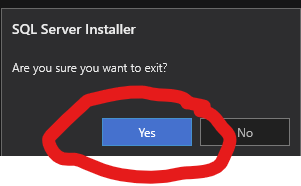 SQL Server Installer
Are you sure you want to exit?
Yes No